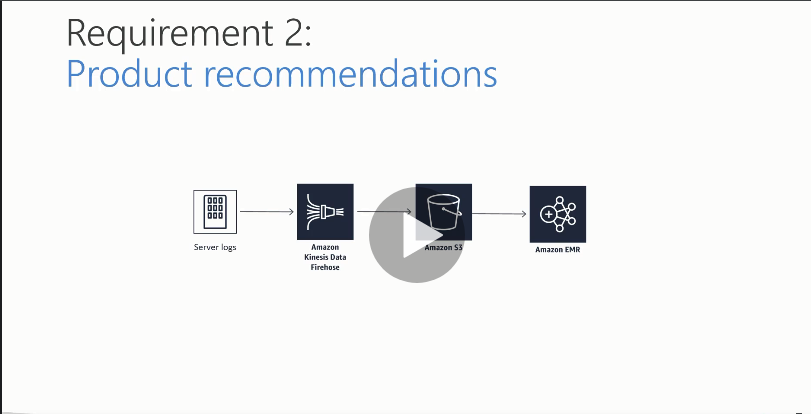 Requirement 2:
Product recommendations
Server logs
Amazon
Kinesis Data
Firehose
Amazon S3
Amazon EMR